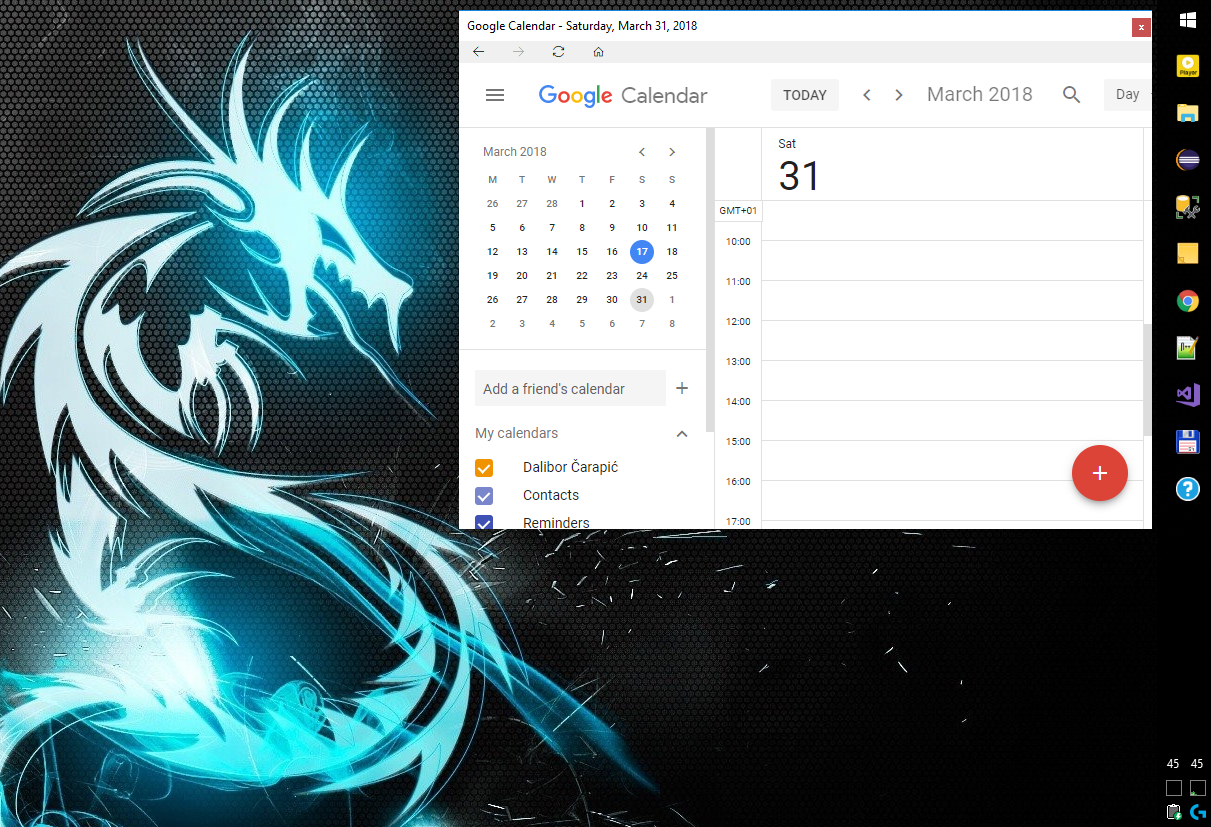 Google Calendar - Saturday, March 31, 2018
x
Google Calendar
TODAY
March 2018
Day
March 2018
M T W T F S S
26 27 28 1 2 3 4
5 6 7 8 9 10 11
12 13 14 15 16 17 18
19 20 21 22 23 24 25
26 27 28 29 30 31 1
2 3 4 5 6 7 8
Add a friend's calendar
My calendars
Dalibor Čarapić
Contacts
Reminders
Sat
31
GMT+01
10:00
11:00
12:00
13:00
14:00
15:00
16:00
17:00
Player
45 45